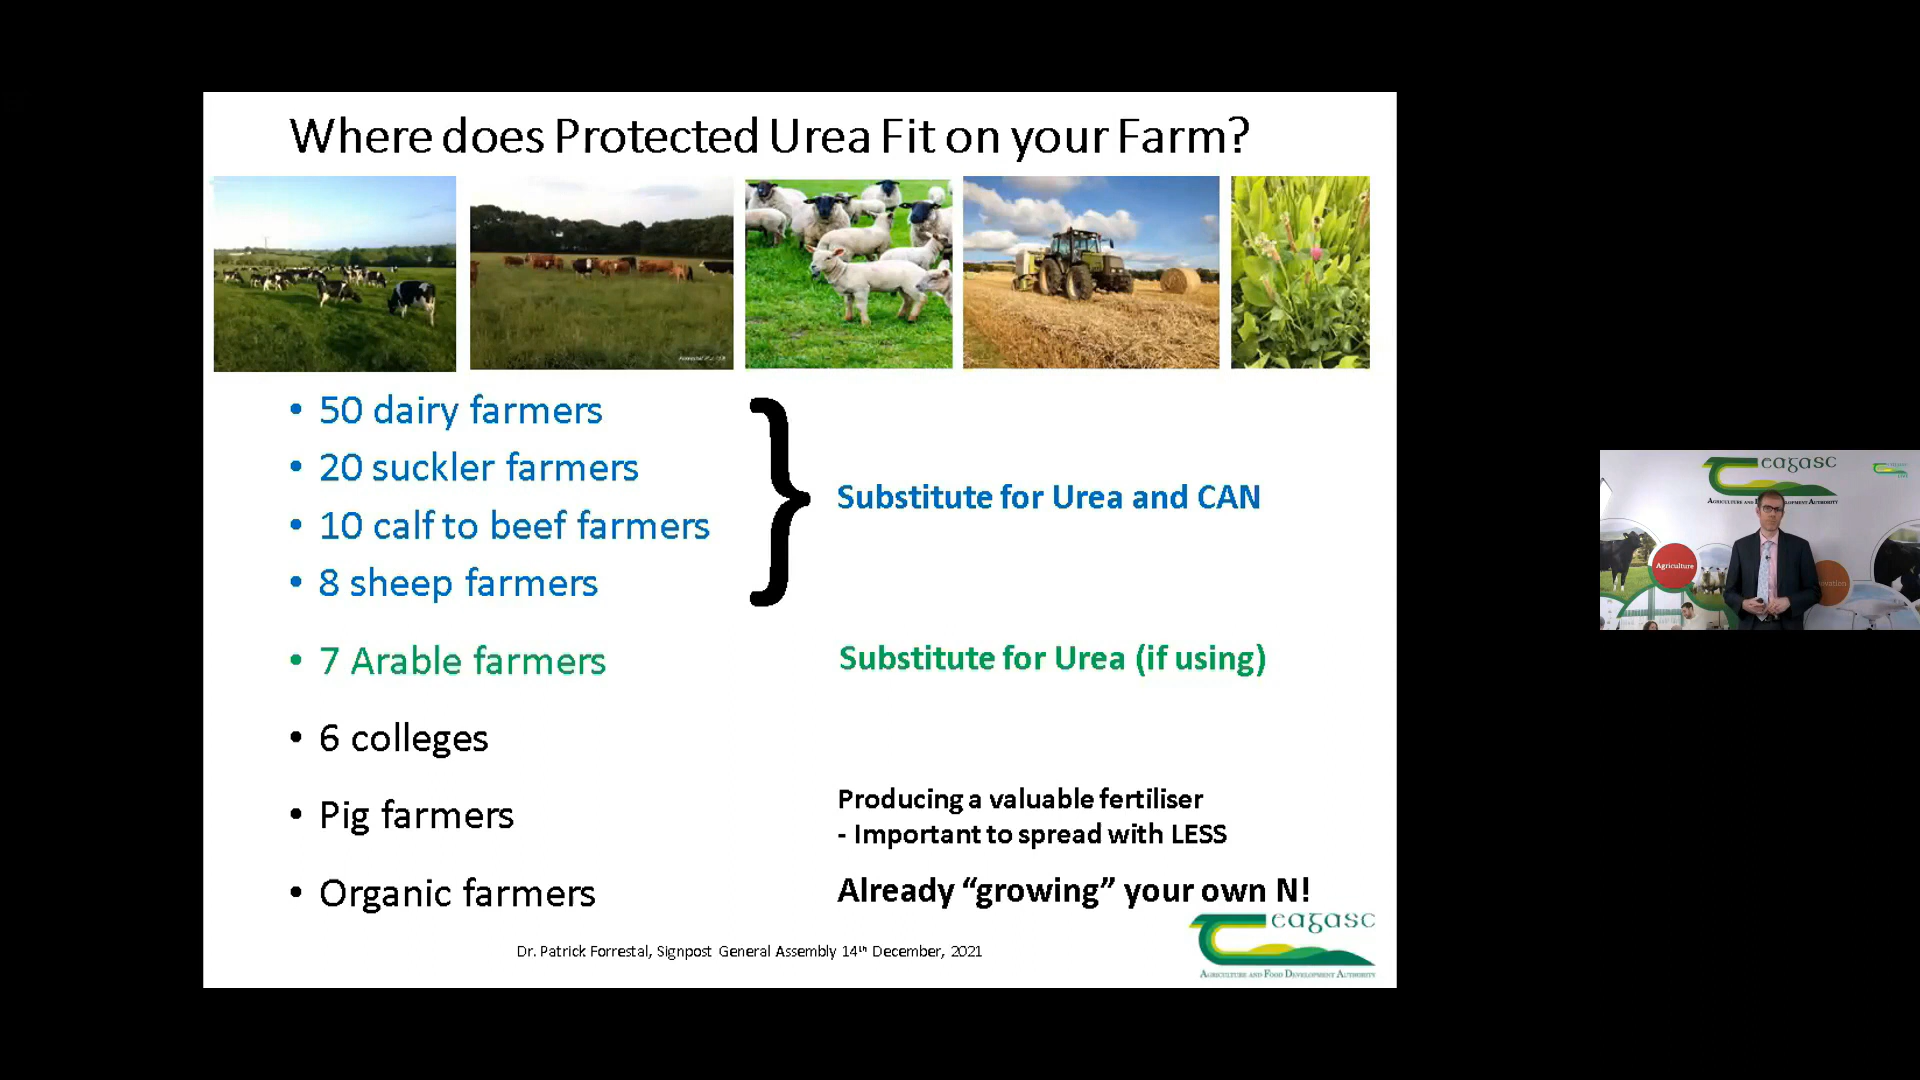 Where does Protected Urea Fit on your Farm?
• 50 dairy farmers
• 20 suckler farmers
• 10 calf to beef farmers
• 8 sheep farmers
Substitute for Urea and CAN
• 7 Arable farmers
Substitute for Urea (if using)
• 6 colleges
• Pig farmers
Producing a valuable fertiliser
- Important to spread with LESS
• Organic farmers
Already “growing” your own N!
Dr. Patrick Forrestal, Signpost General Assembly 14th December, 2021
eagasc
AGRICULTURE AND FOOD DEVELOPMENT AUTHORITY
eagasc
Agriculture